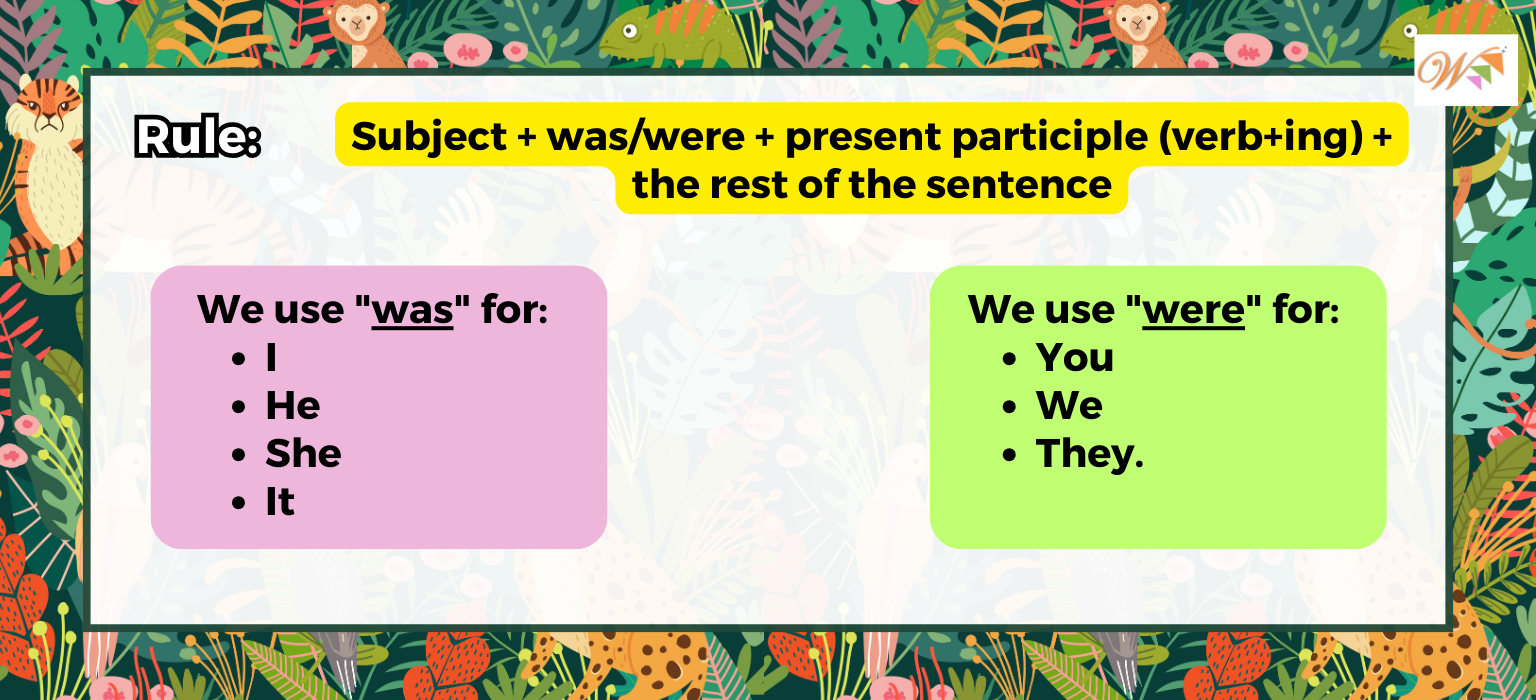 Rule:
Subject + was/were + present participle (verb+ing) +
the rest of the sentence
We use "was" for:
• I
• He
• She
• It
We use "were" for:
• You
• We
• They.
W